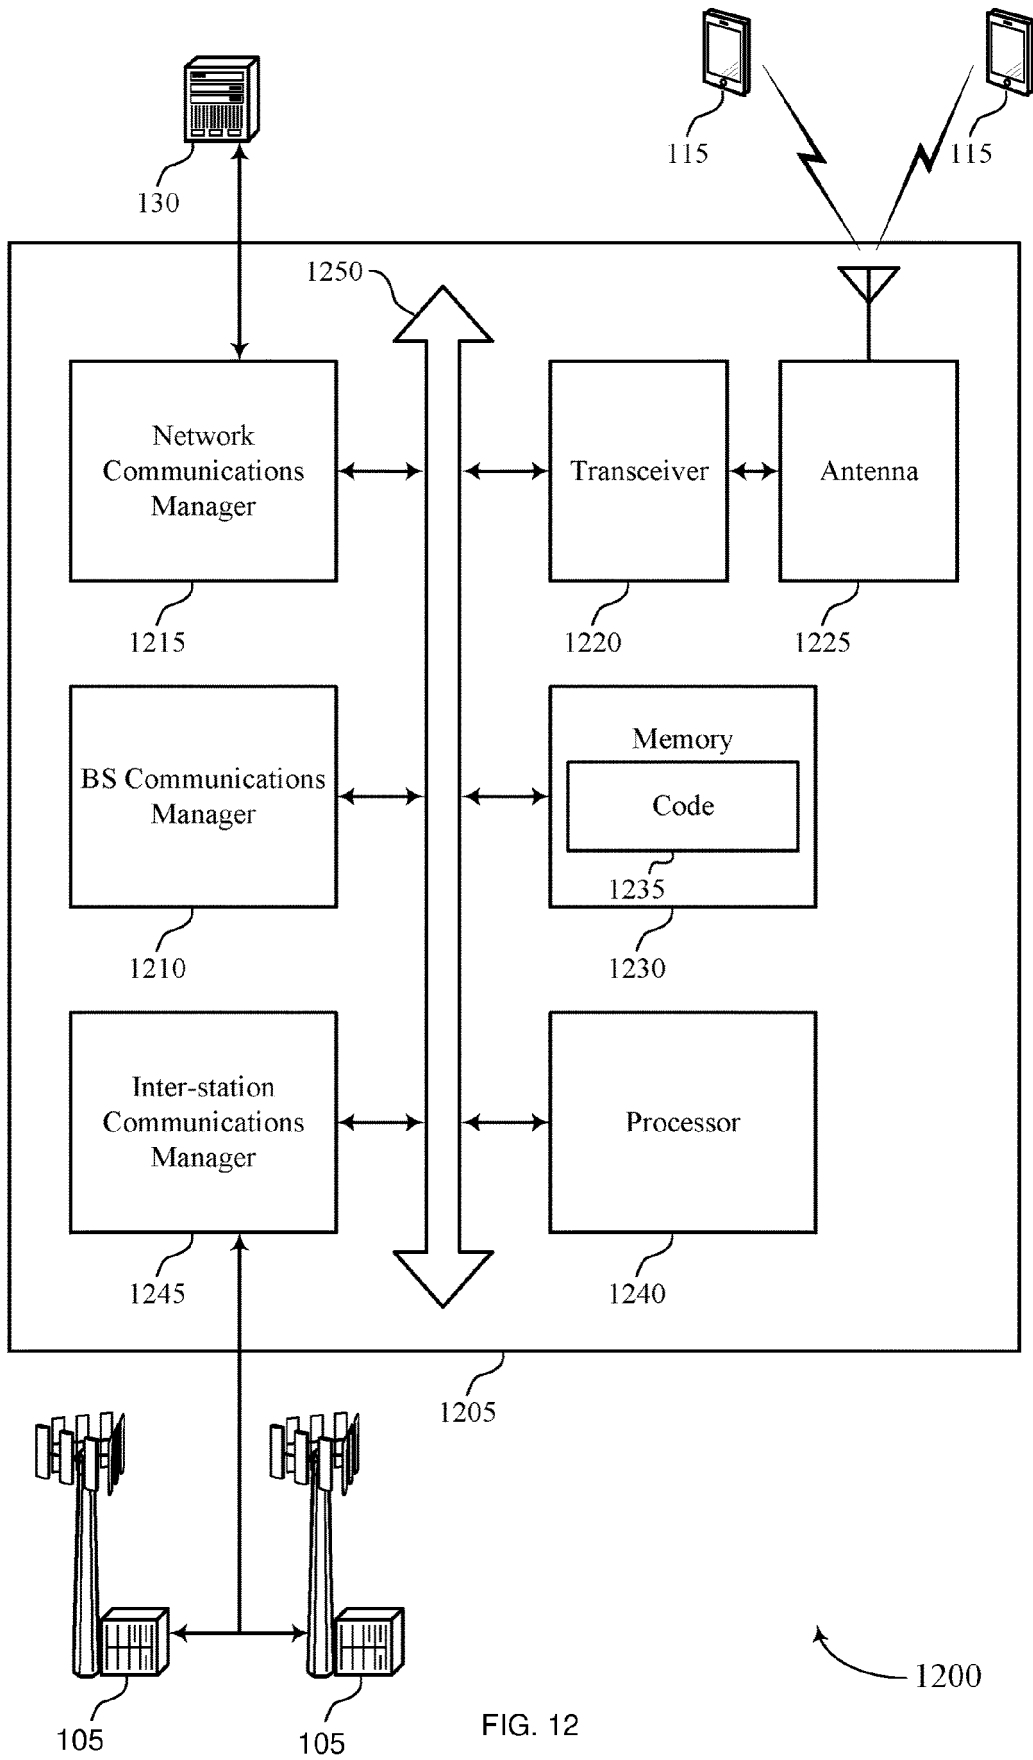 130
115
115
1250
Network
Communications
Manager
1215
Transceiver
1220
Antenna
1225
BS Communications
Manager
1210
Memory
Code
1235
1230
Inter-station
Communications
Manager
1245
Processor
1240
1205
105
105
1200
FIG. 12